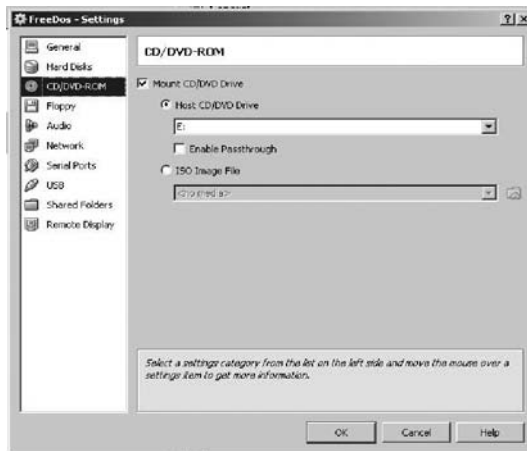 FreeDos - Settings
General
Hard Disks
CD/DVD-ROM
Floppy
Audio
Network
Serial Ports
USB
Shared Folders
Remote Display
CD/DVD-ROM
Mount CD/DVD Drive
Host CD/DVD Drive
E:
Enable Passthrough
ISO Image File
<no media>
Select a settings category from the list on the left side and move the mouse over a
settings item to get more information.
OK
Cancel
Help